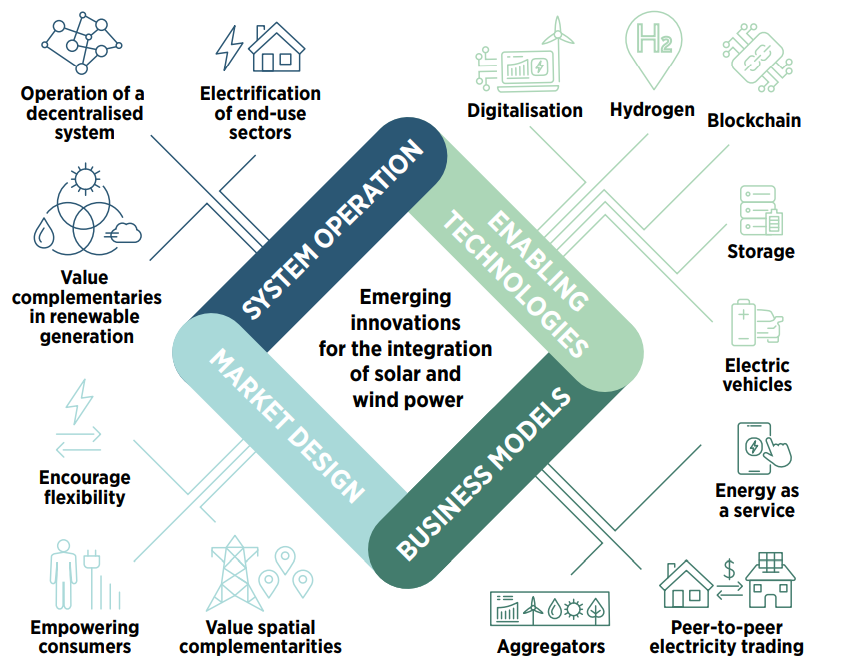 Operation of a
decentralised
system
Electrification
of end-use
sectors
Digitalisation
H2
Hydrogen
Blockchain
Value
complementaries
in renewable
generation
SYSTEM OPERATION
ENABLING
TECHNOLOGIES
Storage
Emerging
innovations
for the integration
of solar and
wind power
Electric
vehicles
MARKET DESIGN
BUSINESS MODELS
Encourage
flexibility
Energy as
a service
Empowering
consumers
Value spatial
complementarities
Aggregators
$
Peer-to-peer
electricity trading